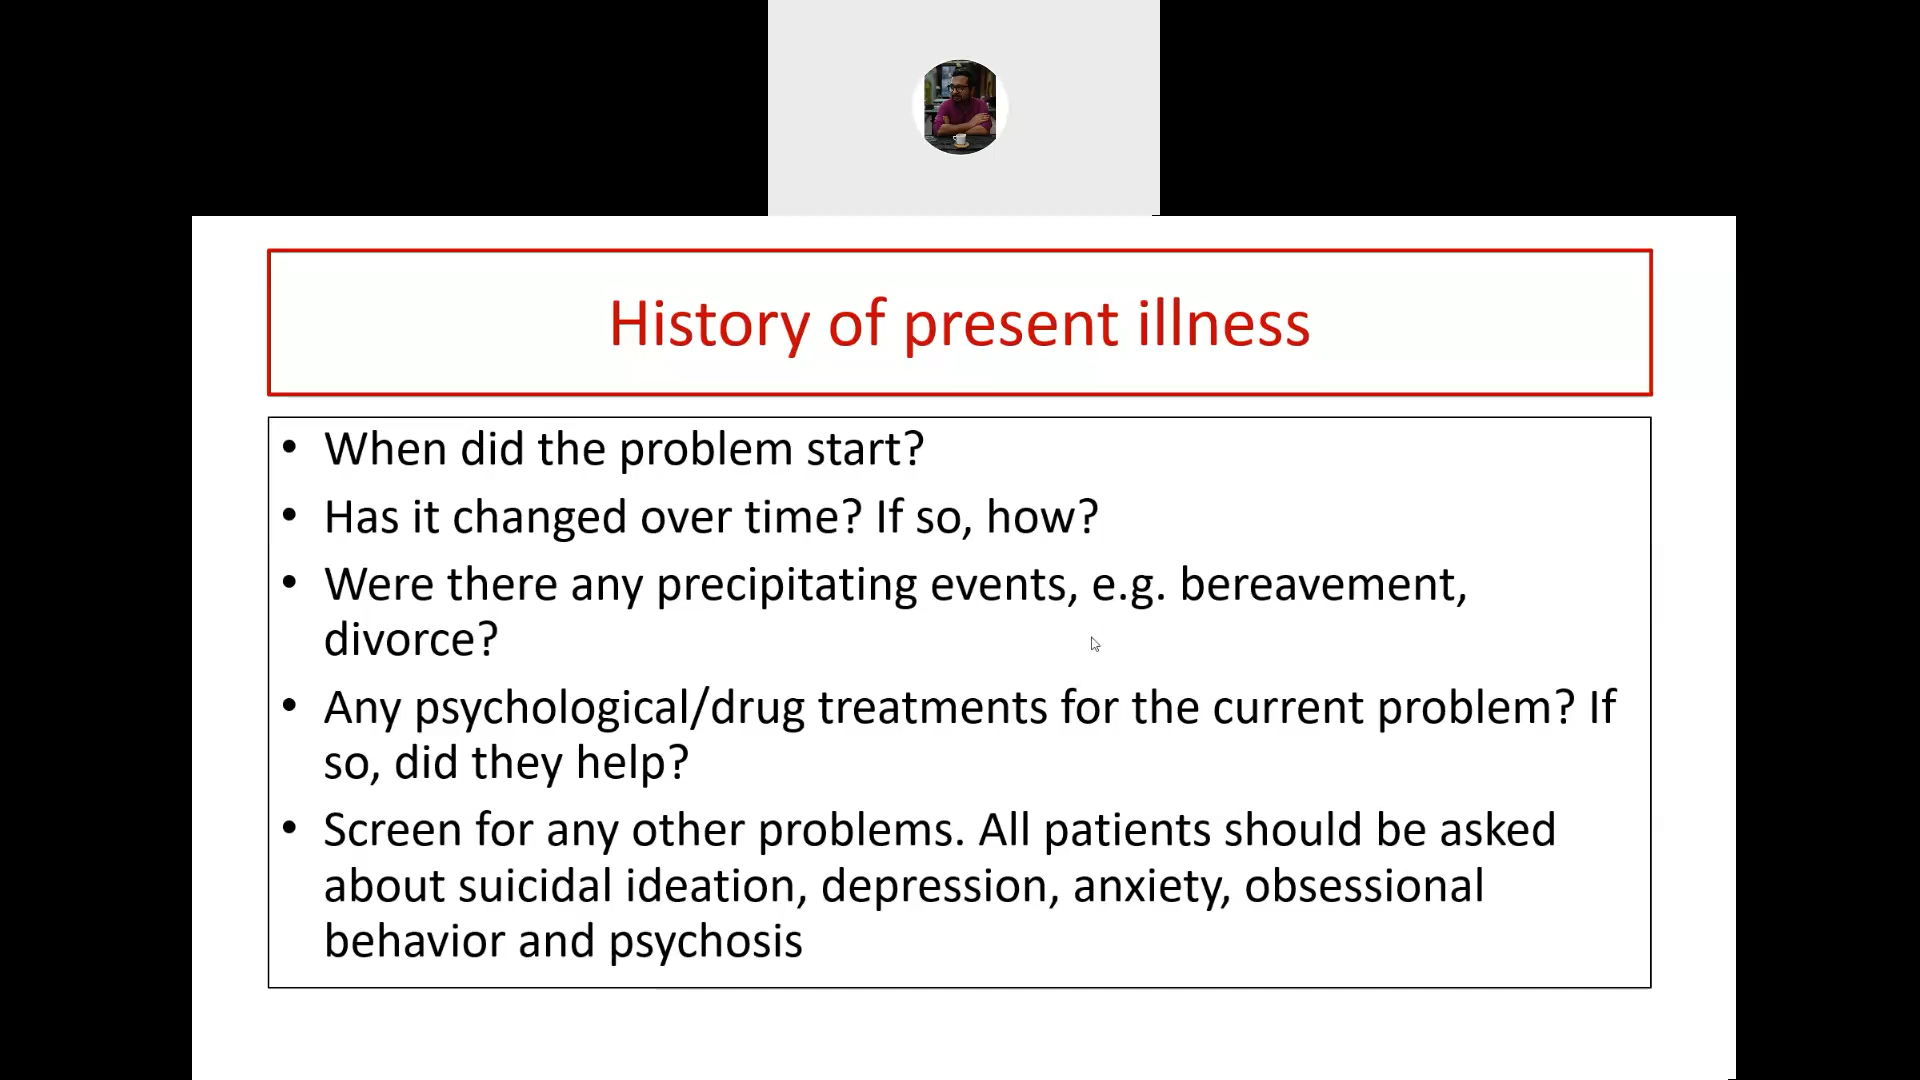 History of present illness
• When did the problem start?
• Has it changed over time? If so, how?
• Were there any precipitating events, e.g. bereavement,
divorce?
• Any psychological/drug treatments for the current problem? If
so, did they help?
• Screen for any other problems. All patients should be asked
about suicidal ideation, depression, anxiety, obsessional
behavior and psychosis